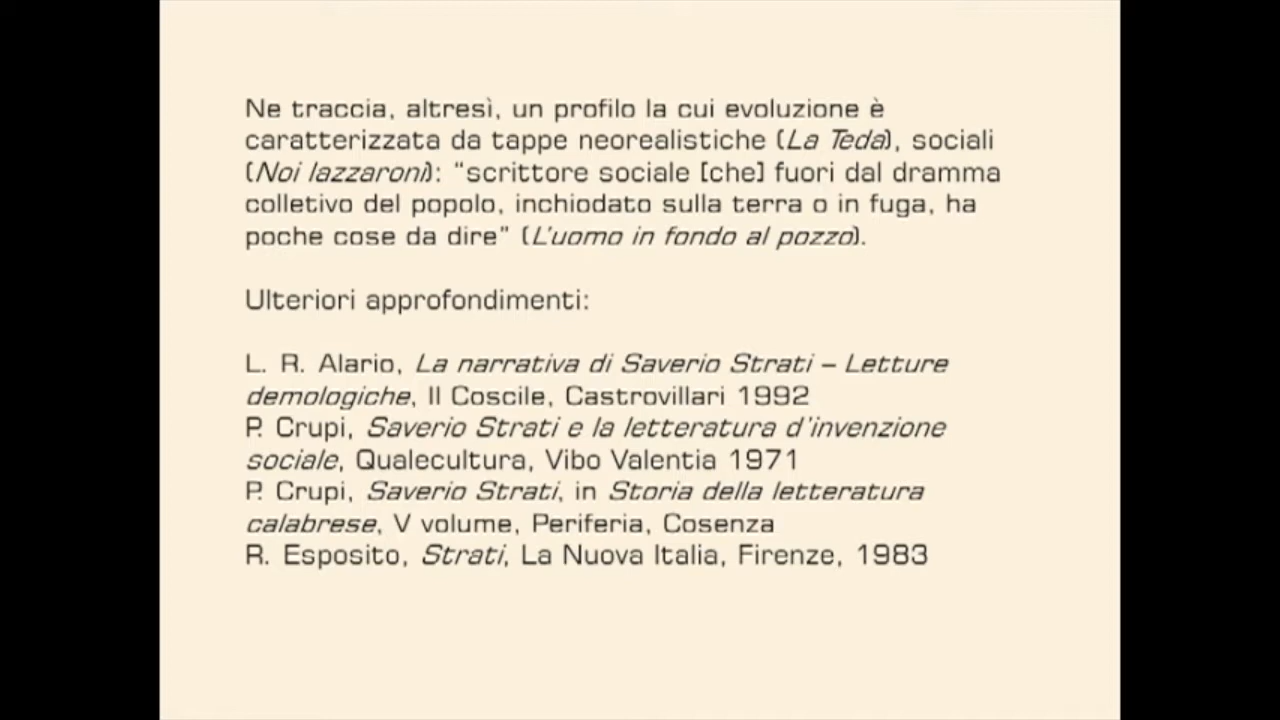 Ne traccia, altresì, un profilo la cui evoluzione è
caratterizzata da tappe neorealistiche (La Teda), sociali
(Noi lazzaroni): “scrittore sociale [che] fuori dal dramma
colletivo del popolo, inchiodato sulla terra o in fuga, ha
poche cose da dire” (L’uomo in fondo al pozzo).
Ulteriori approfondimenti:
L. R. Alario, La narrativa di Saverio Strati – Letture
demologiche, Il Coscile, Castrovillari 1992
P. Crupi, Saverio Strati e la letteratura d’invenzione
sociale, Qualecultura, Vibo Valentia 1971
P. Crupi, Saverio Strati, in Storia della letteratura
calabrese, V volume, Periferia, Cosenza
R. Esposito, Strati, La Nuova Italia, Firenze, 1983